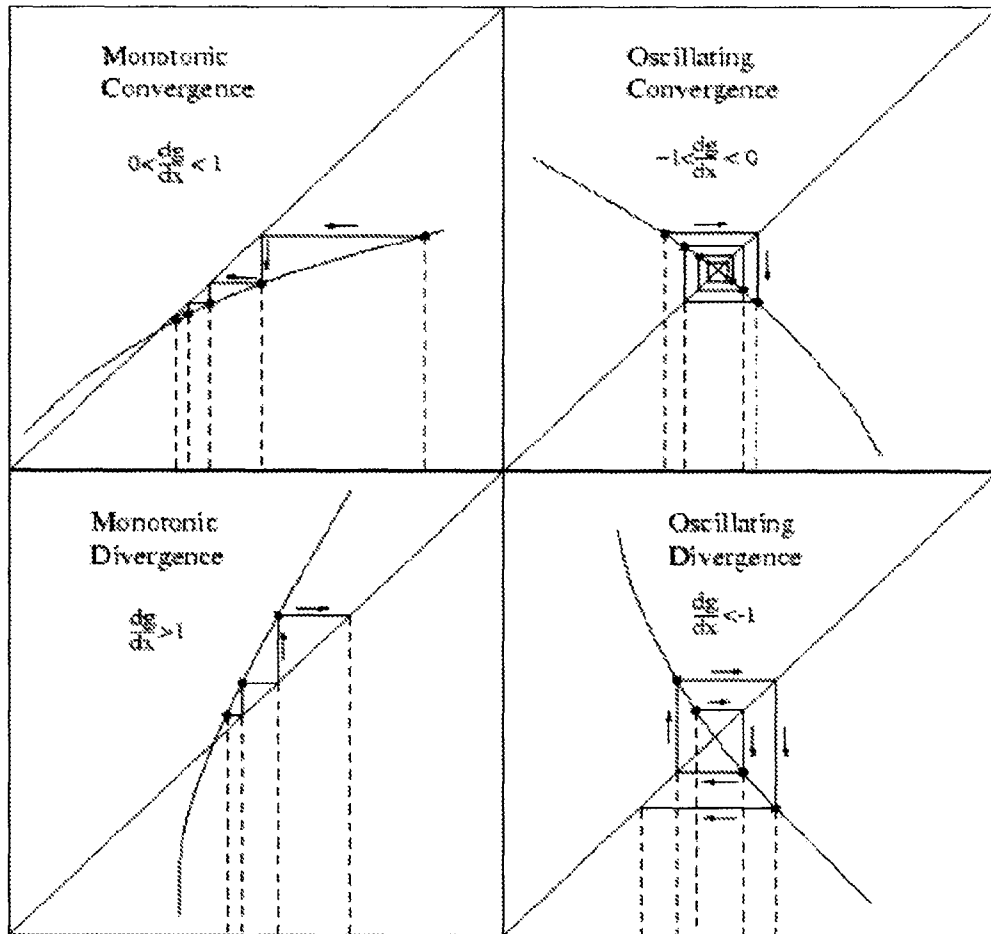 Monotonic
Convergence
0<dg/dx<1
Oscillating
Convergence
-1<dg/dx<0
Monotonic
Divergence
dg/dx>1
Oscillating
Divergence
dg/dx<-1